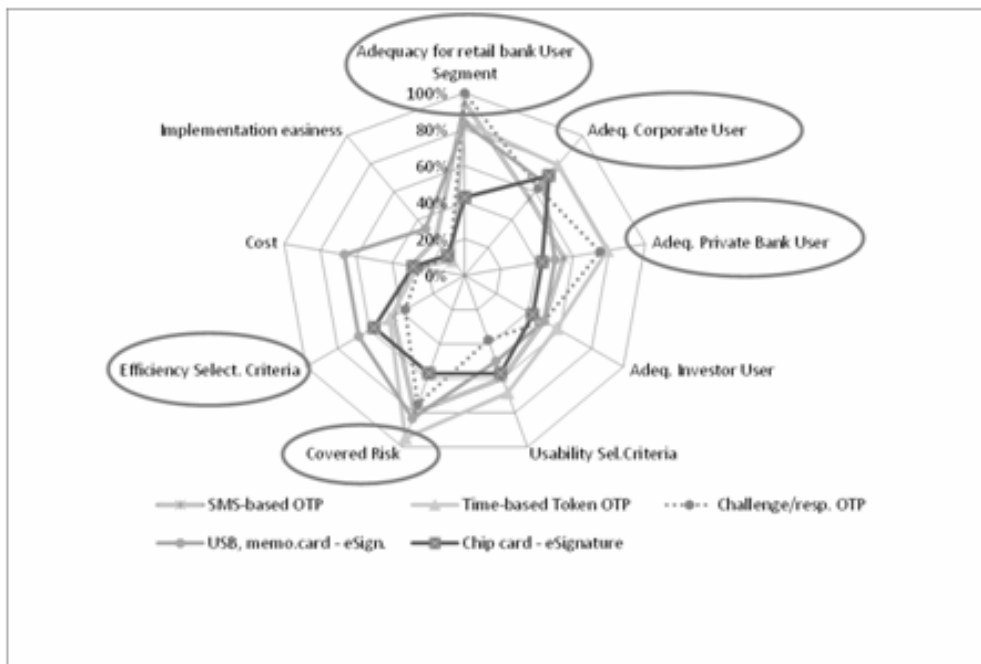 Adequacy for retail bank User
Segment
100%
80%
60%
40%
20%
0%
Implementation easiness
Adeq. Corporate User
Cost
Adeq. Private Bank User
Efficiency Select. Criteria
Adeq. Investor User
Covered Risk
Usability Sel.Criteria
SMS-based OTP
Time-based Token OTP
Challenge/resp. OTP
USB, memo.card - eSign.
Chip card - eSignature